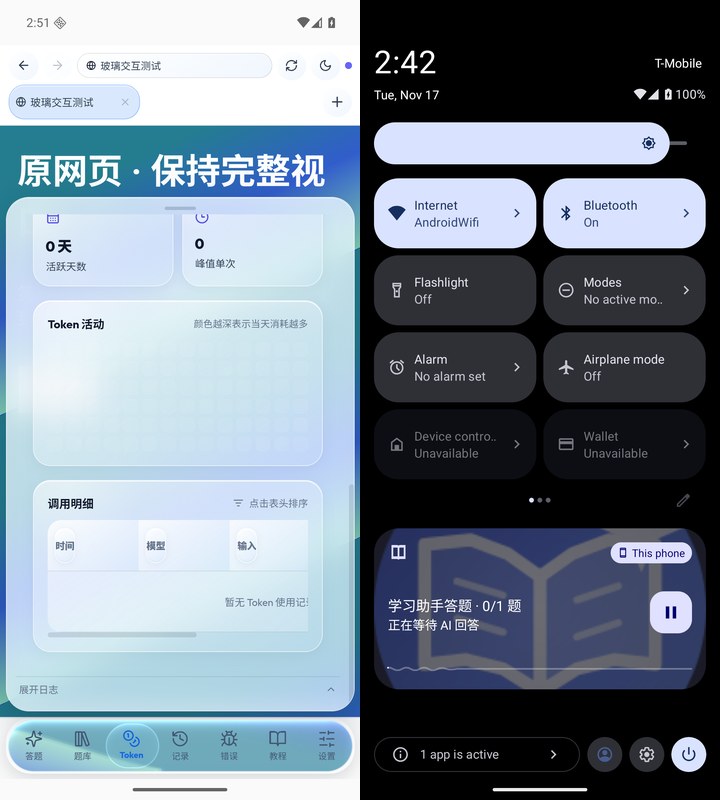 2:51
玻璃交互测试
玻璃交互测试
原网页 · 保持完整视
0 天
活跃天数
0
峰值单次
Token 活动
颜色越深表示当天消耗越多
调用明细
点击表头排序
时间
模型
输入
暂无 Token 使用记
展开日志
答题
题库
Token
记录
错误
教程
设置
2:42
T-Mobile
Tue, Nov 17
100%
Internet
AndroidWifi
Bluetooth
On
Flashlight
Off
Modes
No active mo..
Alarm
No alarm set
Airplane mode
Off
Device contro..
Unavailable
Wallet
Unavailable
This phone
学习助手答题 · 0/1 题
正在等待 AI 回答
1 app is active